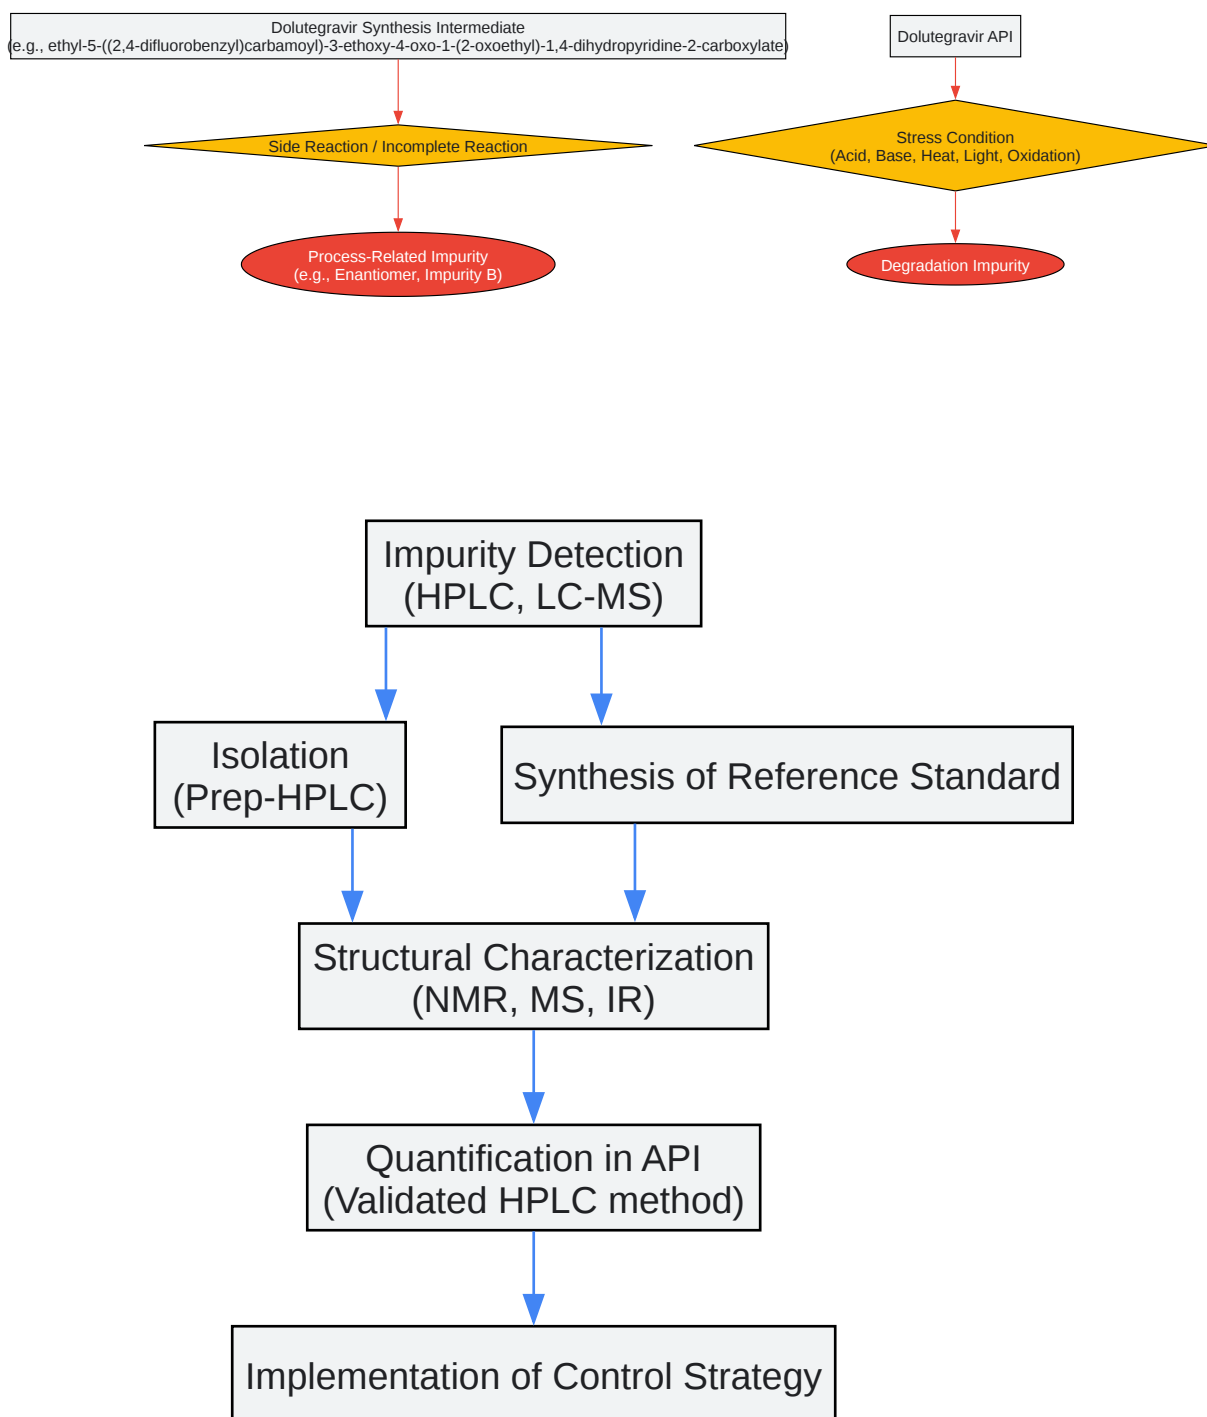 Dolutegravir Synthesis Intermediate
(e.g., ethyl-5-((2,4-difluorobenzyl)carbamoyl)-3-ethoxy-4-oxo-1-(2-oxoethyl)-1,4-dihydropyridine-2-carboxylate)
Side Reaction / Incomplete Reaction
Process-Related Impurity
(e.g., Enantiomer, Impurity B)
Dolutegravir API
Stress Condition
(Acid, Base, Heat, Light, Oxidation)
Degradation Impurity
Impurity Detection
(HPLC, LC-MS)
Isolation
(Prep-HPLC)
Synthesis of Reference Standard
Structural Characterization
(NMR, MS, IR)
Quantification in API
(Validated HPLC method)
Implementation of Control Strategy